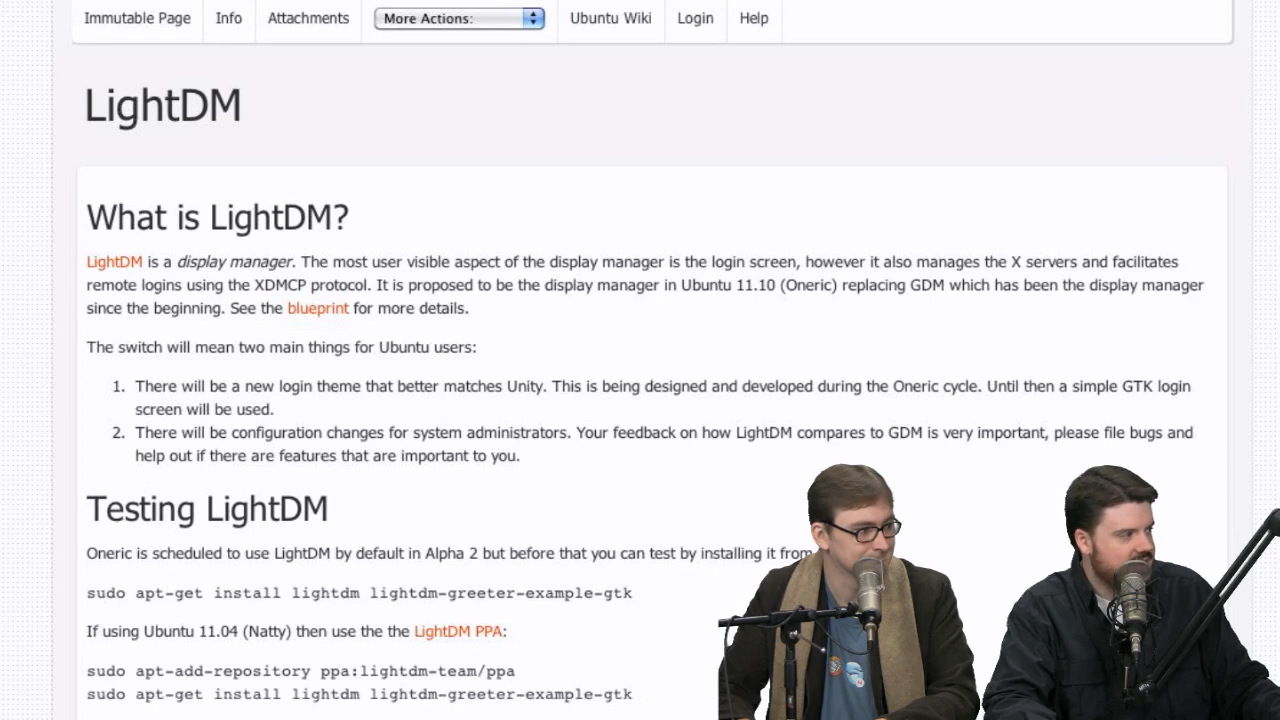 Immutable Page Info Attachments More Actions: Ubuntu Wiki Login Help
LightDM
What is LightDM?
LightDM is a display manager. The most user visible aspect of the display manager is the login screen, however it also manages the X servers and facilitates
remote logins using the XDMCP protocol. It is proposed to be the display manager in Ubuntu 11.10 (Oneric) replacing GDM which has been the display manager
since the beginning. See the blueprint for more details.
The switch will mean two main things for Ubuntu users:
1. There will be a new login theme that better matches Unity. This is being designed and developed during the Oneric cycle. Until then a simple GTK login
screen will be used.
2. There will be configuration changes for system administrators. Your feedback on how LightDM compares to GDM is very important, please file bugs and
help out if there are features that are important to you.
Testing LightDM
Oneric is scheduled to use LightDM by default in Alpha 2 but before that you can test by installing it from
sudo apt-get install lightdm lightdm-greeter-example-gtk
If using Ubuntu 11.04 (Natty) then use the the LightDM PPA:
sudo apt-add-repository ppa:lightdm-team/ppa
sudo apt-get install lightdm lightdm-greeter-example-gtk